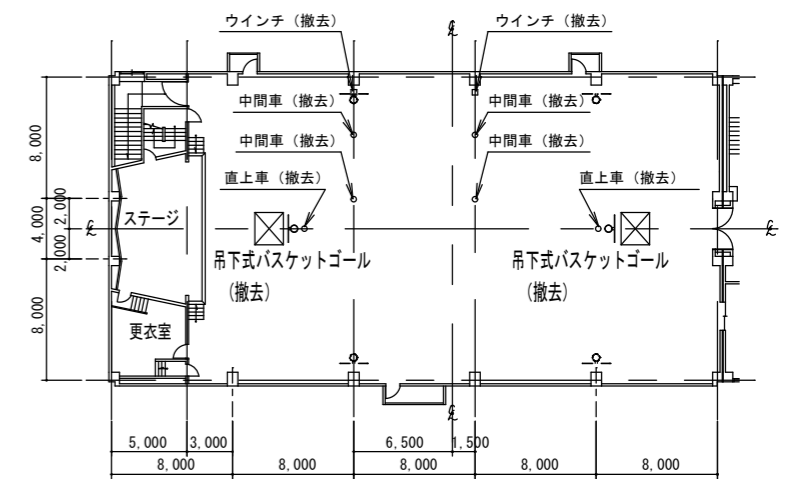 ウインチ（撤去）
℄
ウインチ（撤去）
中間車（撤去）
中間車（撤去）
中間車（撤去）
中間車（撤去）
直上車（撤去）
直上車（撤去）
8,000
4,000
2,000
2,000
8,000
℄
ステージ
℄
吊下式バスケットゴール
（撤去）
吊下式バスケットゴール
（撤去）
更衣室
℄
5,000
3,000
6,500
1,500
8,000
8,000
8,000
8,000
8,000